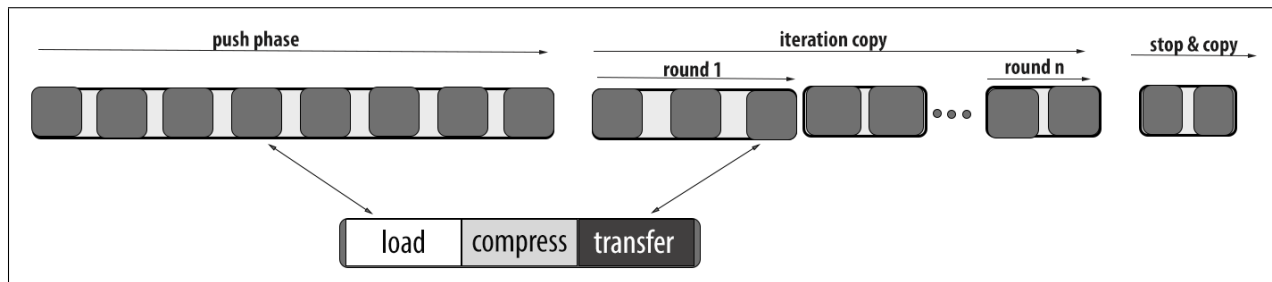 push phase
iteration copy
stop & copy
round 1
round n
load
compress
transfer